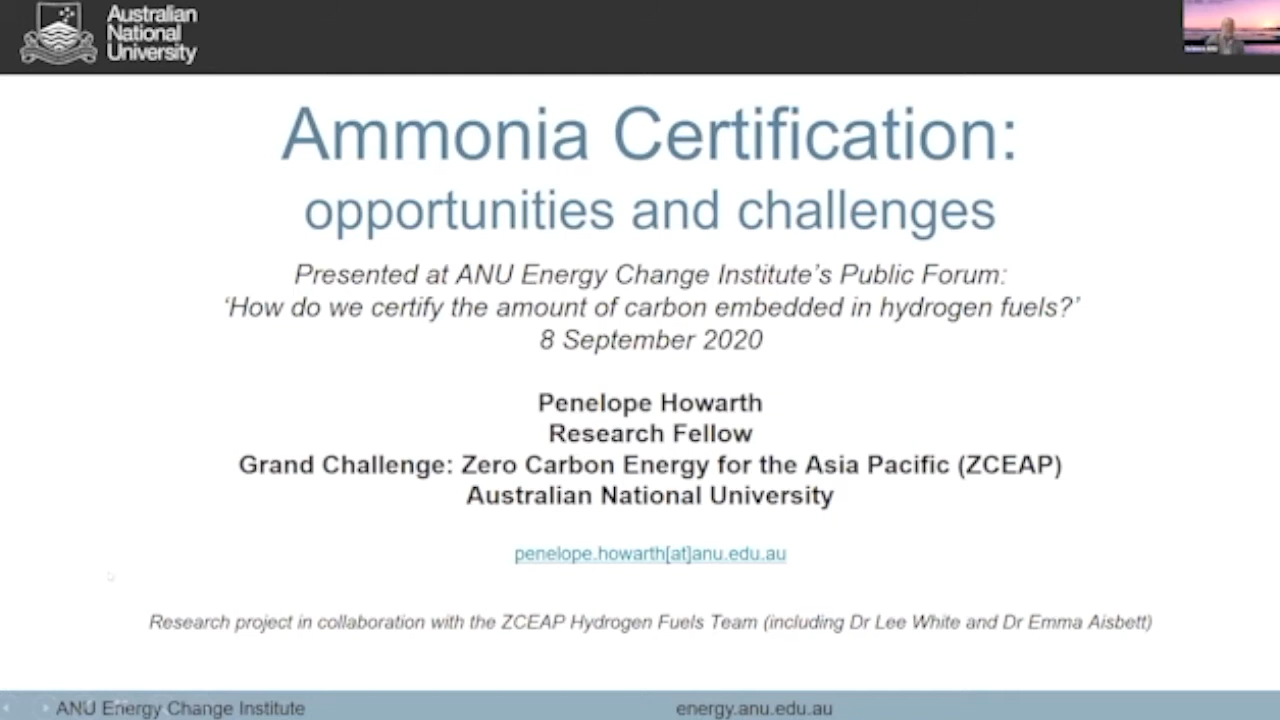 Australian
National
University
Ammonia Certification:
opportunities and challenges
Presented at ANU Energy Change Institute's Public Forum:
‘How do we certify the amount of carbon embedded in hydrogen fuels?’
8 September 2020
Penelope Howarth
Research Fellow
Grand Challenge: Zero Carbon Energy for the Asia Pacific (ZCEAP)
Australian National University
penelope.howarth[at]anu.edu.au
Research project in collaboration with the ZCEAP Hydrogen Fuels Team (including Dr Lee White and Dr Emma Aisbett)
ANU Energy Change Institute
energy.anu.edu.au